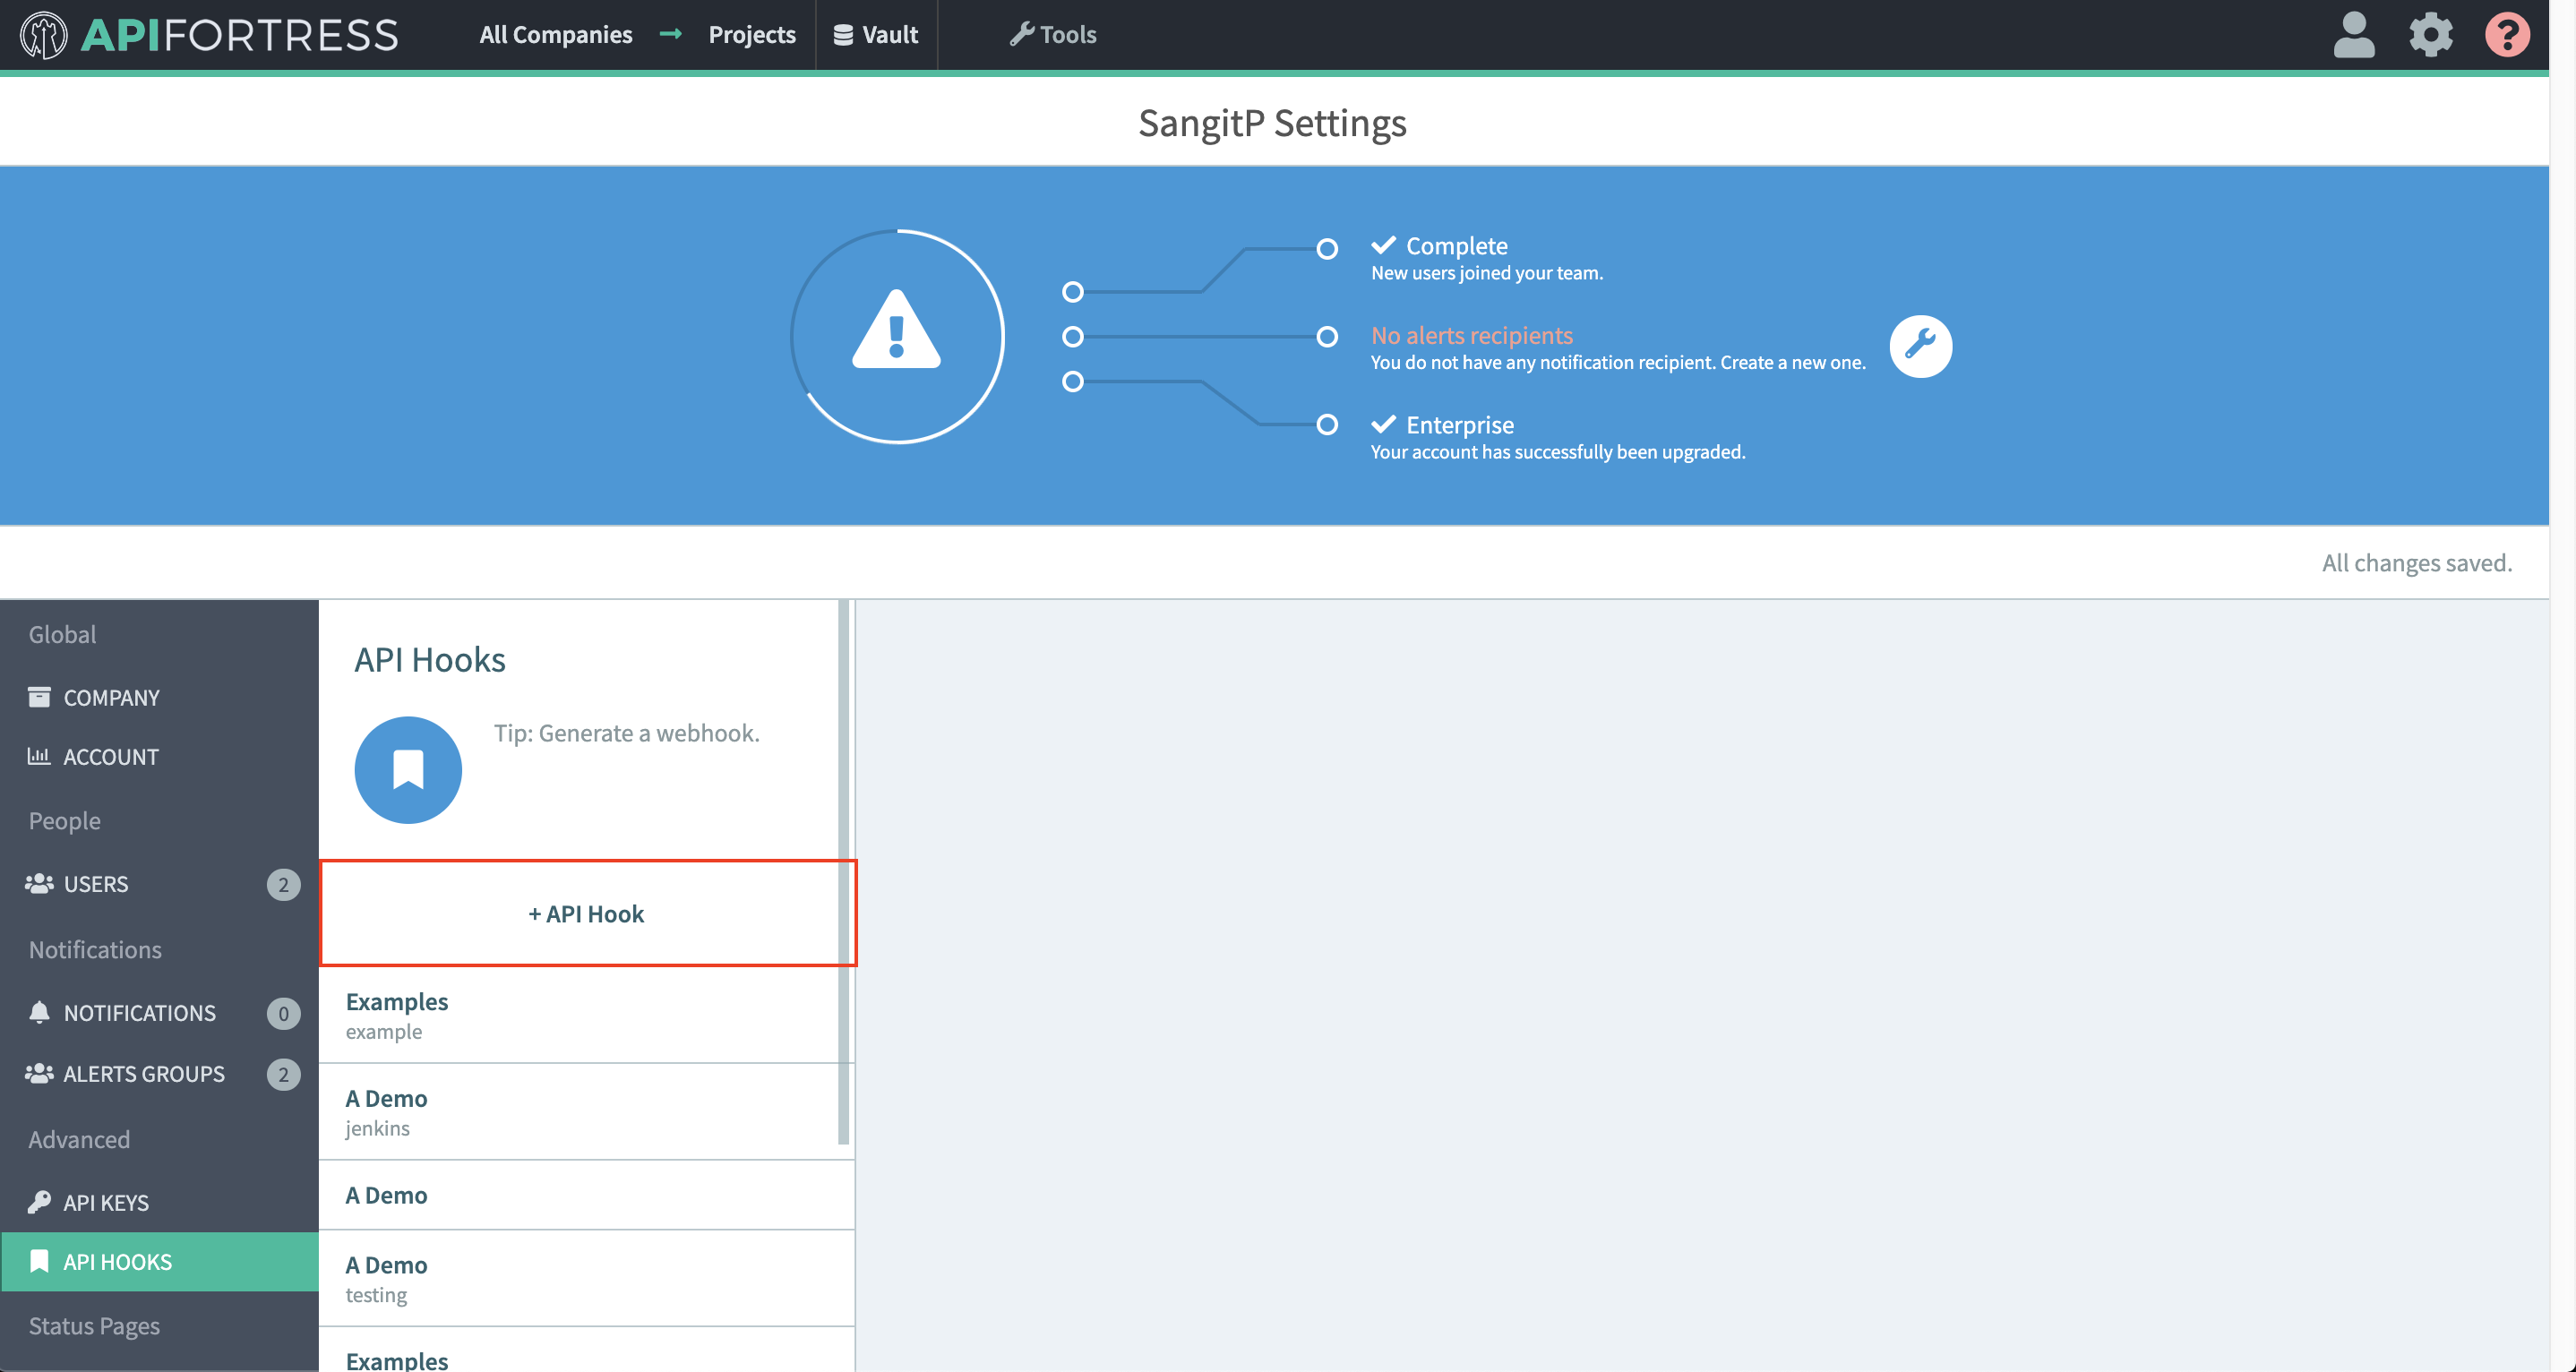 APIFORTRESS
All Companies → Projects
Vault
Tools
?
SangitP Settings
Complete
New users joined your team.
No alerts recipients
You do not have any notification recipient. Create a new one.
Enterprise
Your account has successfully been upgraded.
All changes saved.
Global
COMPANY
ACCOUNT
People
USERS 2
Notifications
NOTIFICATIONS 0
ALERTS GROUPS 2
Advanced
API KEYS
API HOOKS
Status Pages
API Hooks
Tip: Generate a webhook.
+ API Hook
Examples
example
A Demo
jenkins
A Demo
A Demo
testing
Examples